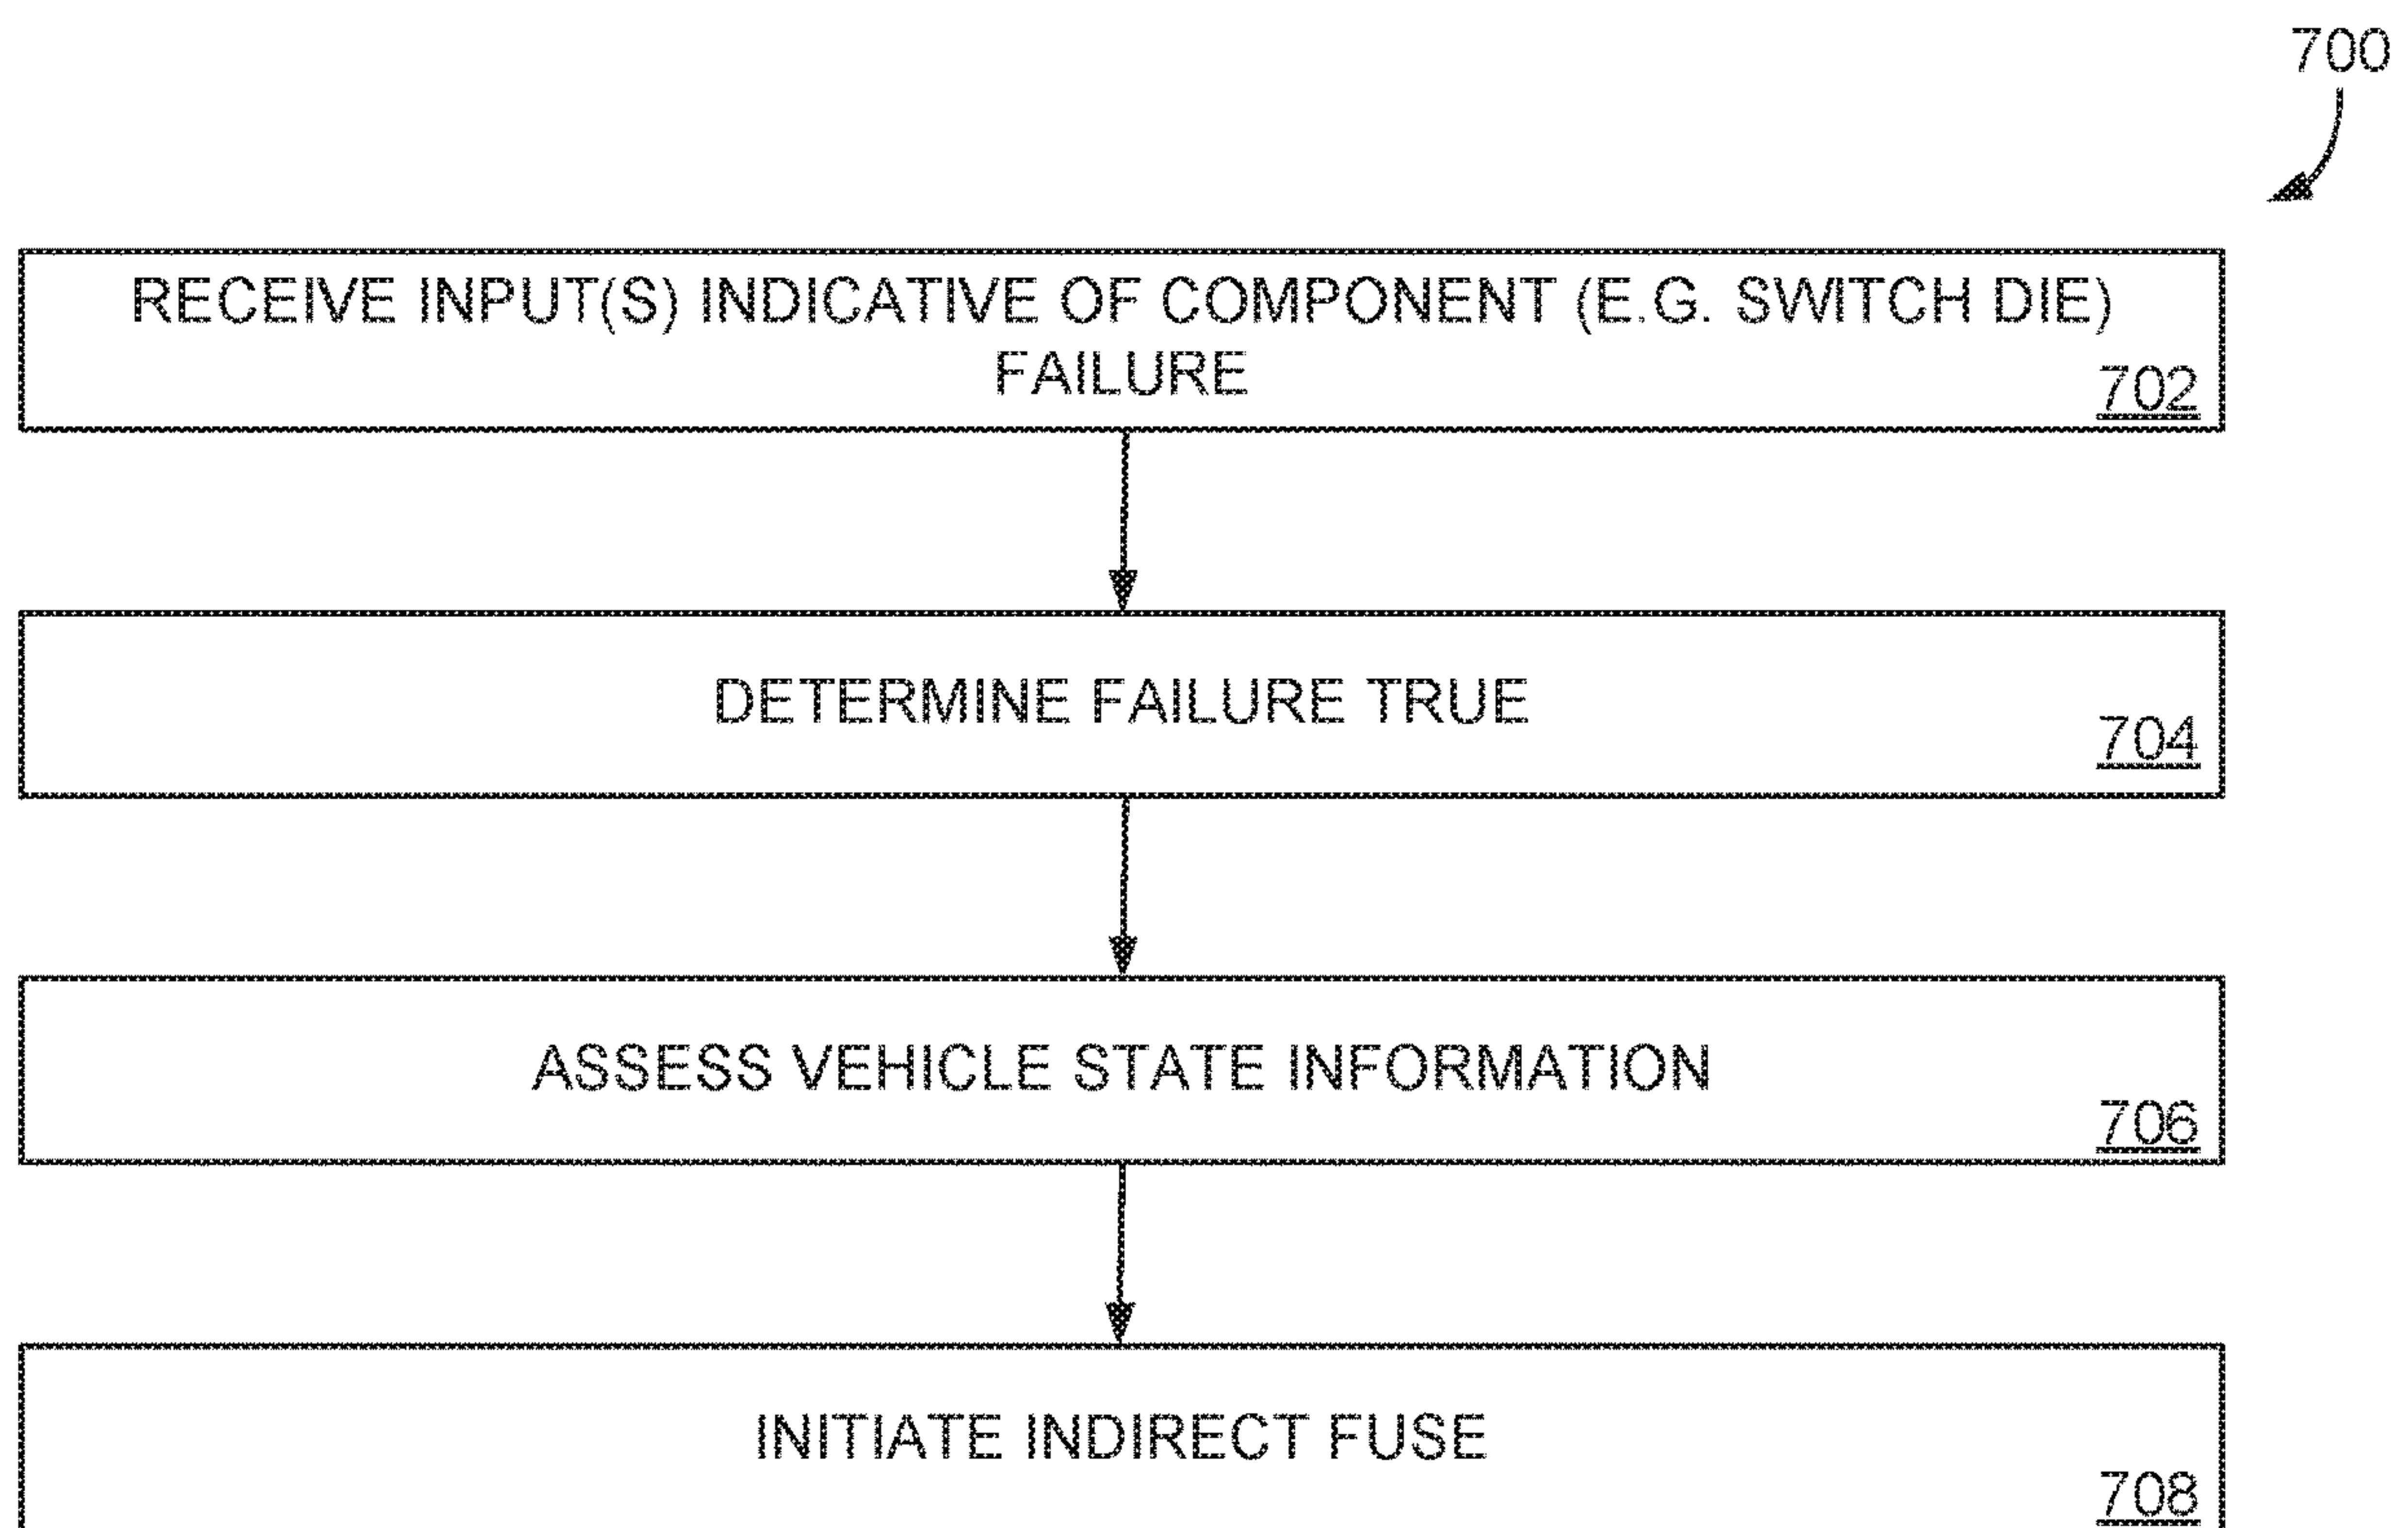 700
RECEIVE INPUT(S) INDICATIVE OF COMPONENT (E.G. SWITCH DIE)
FAILURE
702
DETERMINE FAILURE TRUE
704
ASSESS VEHICLE STATE INFORMATION
706
INITIATE INDIRECT FUSE
708